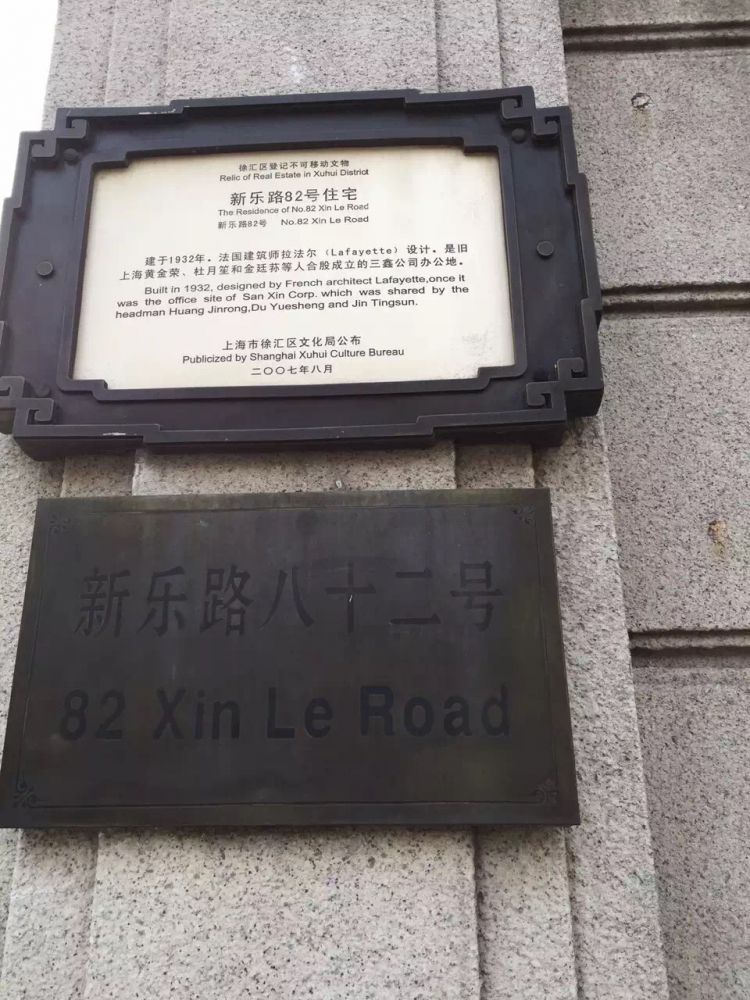 徐汇区登记不可移动文物
Relic of Real Estate in Xuhui District
新乐路82号住宅
The Residence of No.82 Xin Le Road
新乐路82号 No.82 Xin Le Road
建于1932年。法国建筑师拉法尔（Lafayette）设计。是旧
上海黄金荣、杜月笙和金廷荪等人合股成立的三鑫公司办公地。
Built in 1932, designed by French architect Lafayette,once it
was the office site of San Xin Corp. which was shared by the
headman Huang Jinrong,Du Yuesheng and Jin Tingsun.
上海市徐汇区文化局公布
Publicized by Shanghai Xuhui Culture Bureau
二〇〇七年八月
新乐路八十二号
82 Xin Le Road